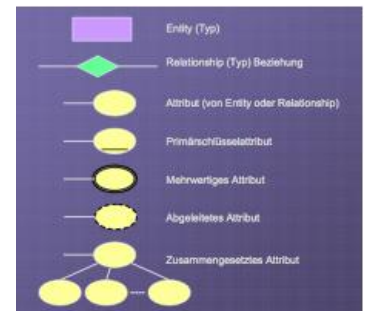 Entity (Typ)
Relationship (Typ) Beziehung
Attribut (von Entity oder Relationship)
Primärschlüsselattribut
Mehrwertiges Attribut
Abgeleitetes Attribut
Zusammengesetztes Attribut